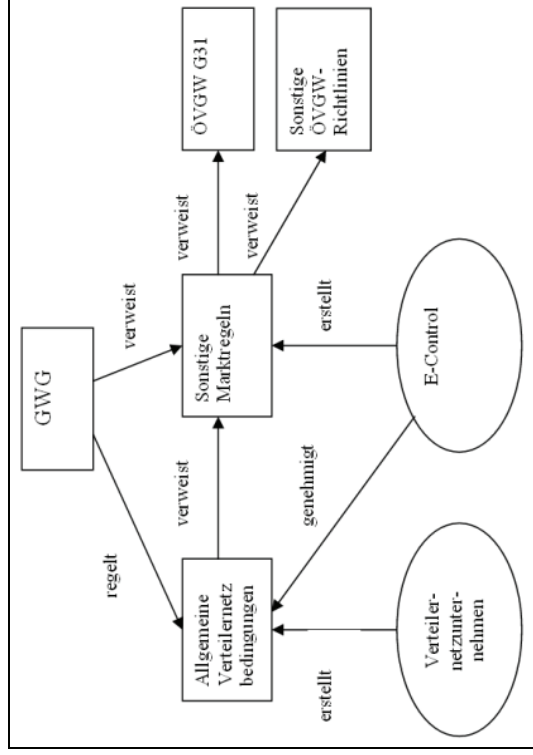 GWG
regelt
verweist
Allgemeine
Verteilernetz
bedingungen
verweist
Sonstige
Marktregeln
verweist
ÖVGW G31
verweist
Sonstige
ÖVGW-
Richtlinien
erstellt
genehmigt
erstellt
Verteiler-
netzunter-
nehmen
E-Control